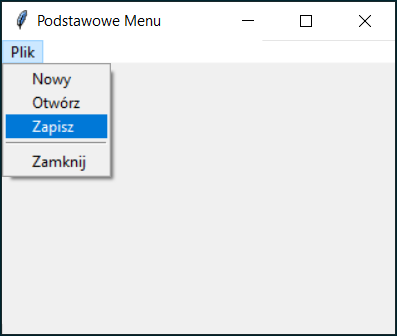 Podstawowe Menu
Plik
Nowy
Otwórz
Zapisz
Zamknij